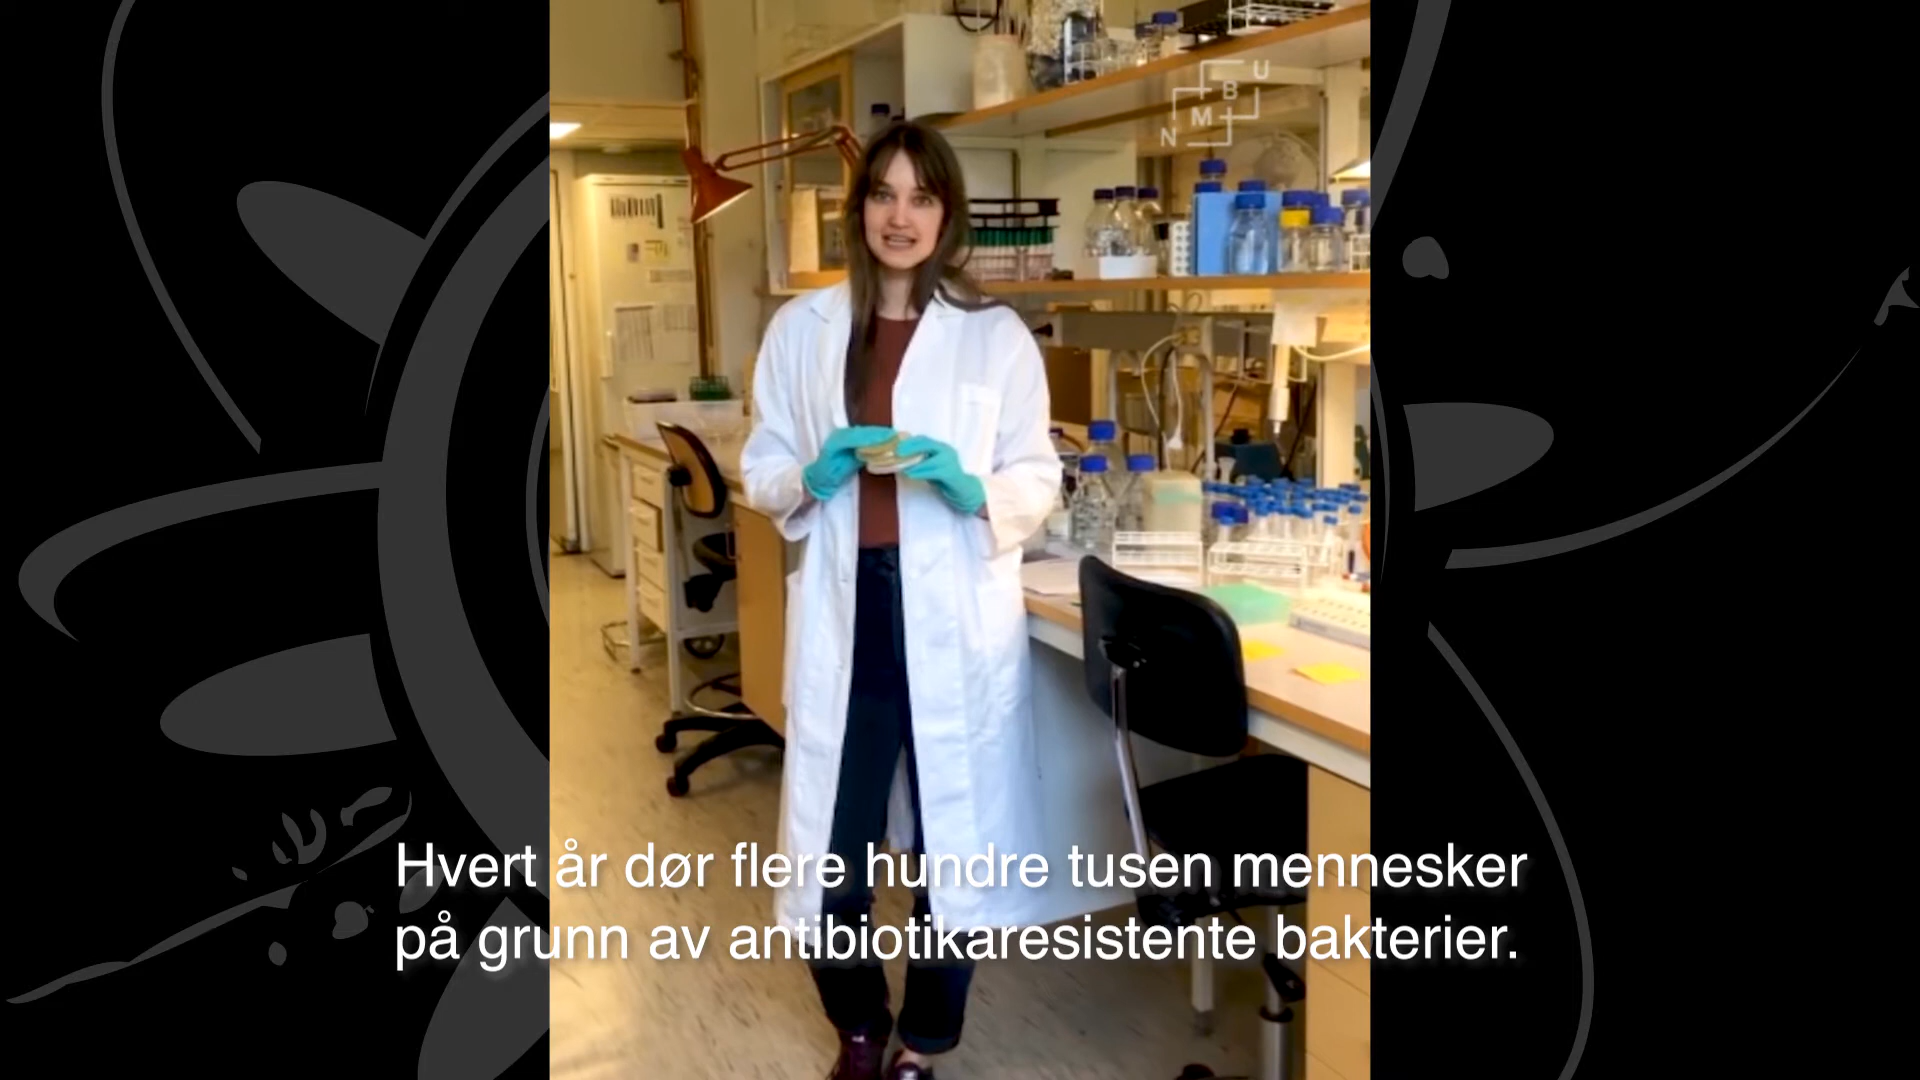 N M B U
Hvert år dør flere hundre tusen mennesker
på grunn av antibiotikaresistente bakterier.